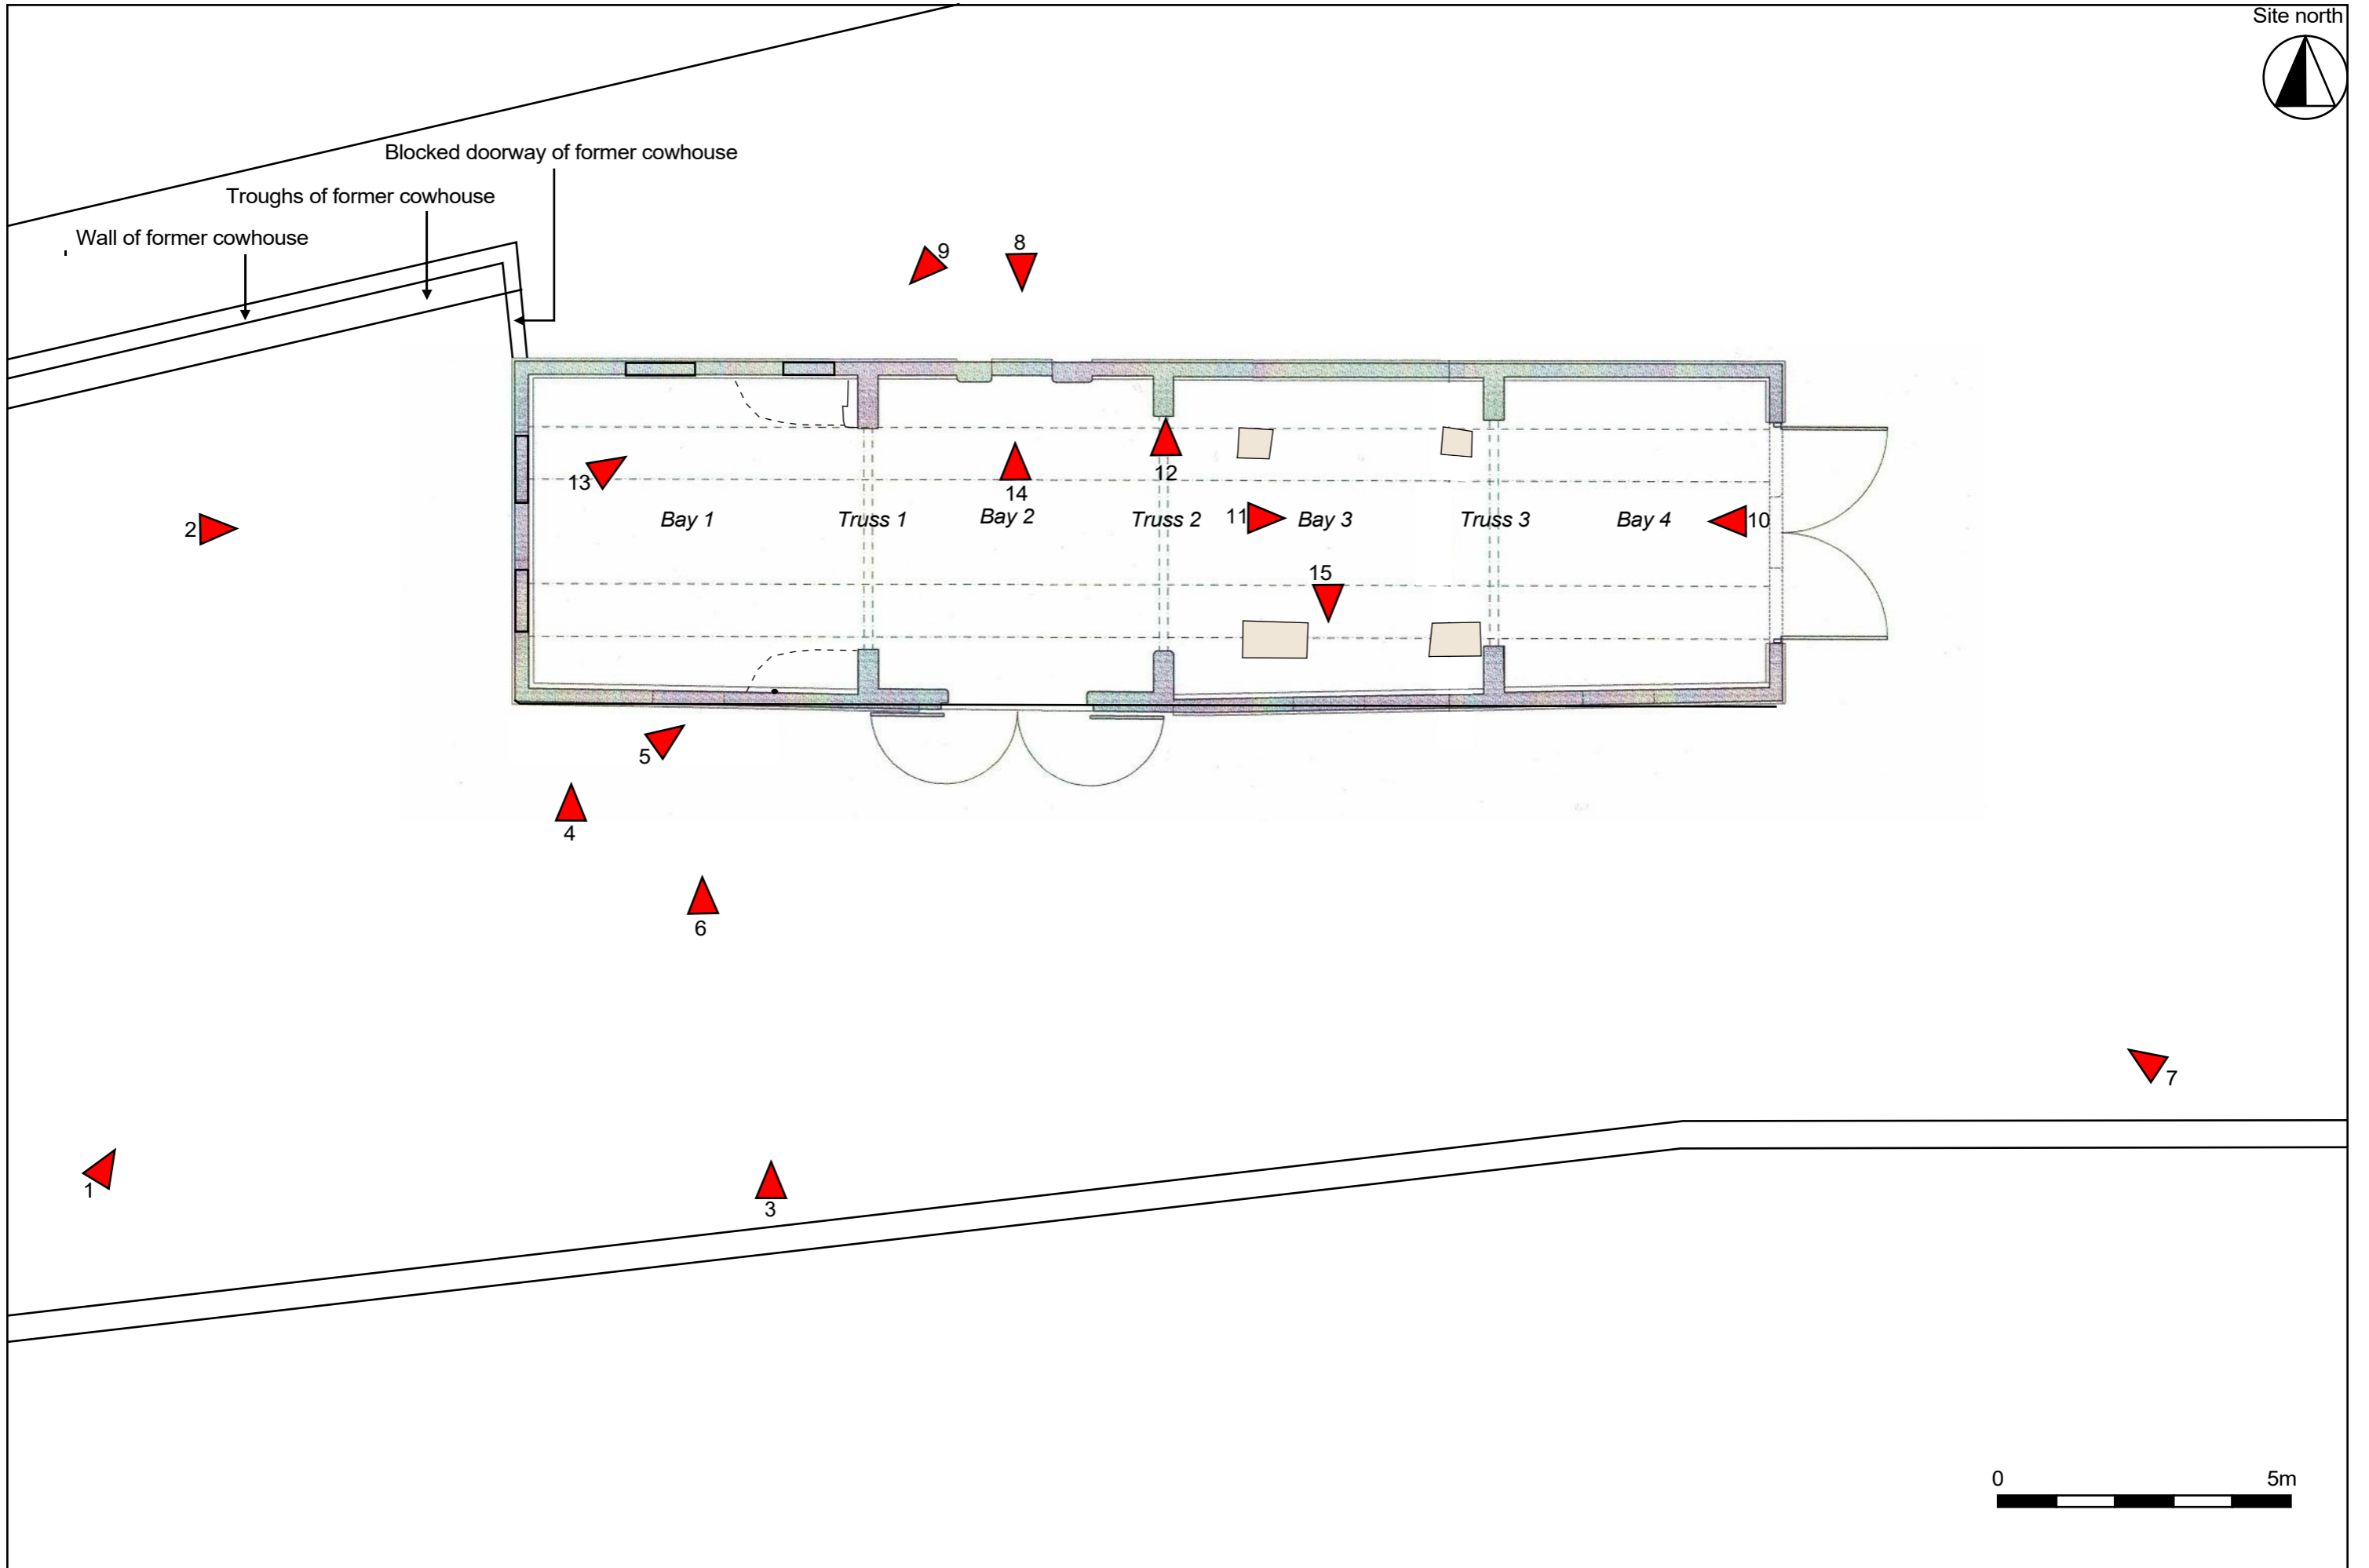 Site north
Blocked doorway of former cowhouse
Troughs of former cowhouse
Wall of former cowhouse
9
8
13
14
12
2
Bay 1
Truss 1
Bay 2
Truss 2
11
Bay 3
Truss 3
Bay 4
10
15
5
4
6
7
1
3
0
5m